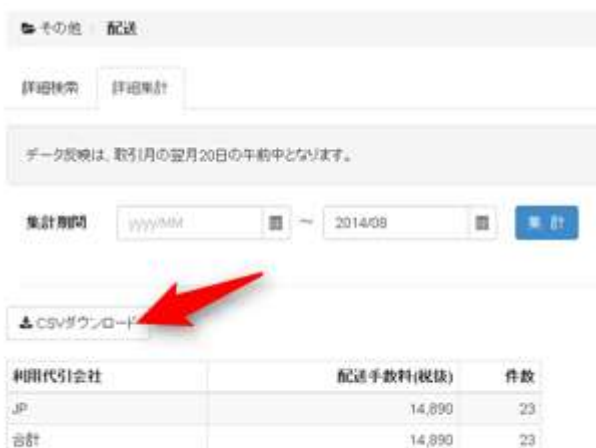 その他 配送
詳細検索 詳細集計
データ反映は、取引月の翌月20日の午前中となります。
集計期間 yyyy/MM ～ 2014/08 集 計
CSVダウンロード
利用代引会社 配送手数料(税抜) 件数
JP 14,890 23
合計 14,890 23